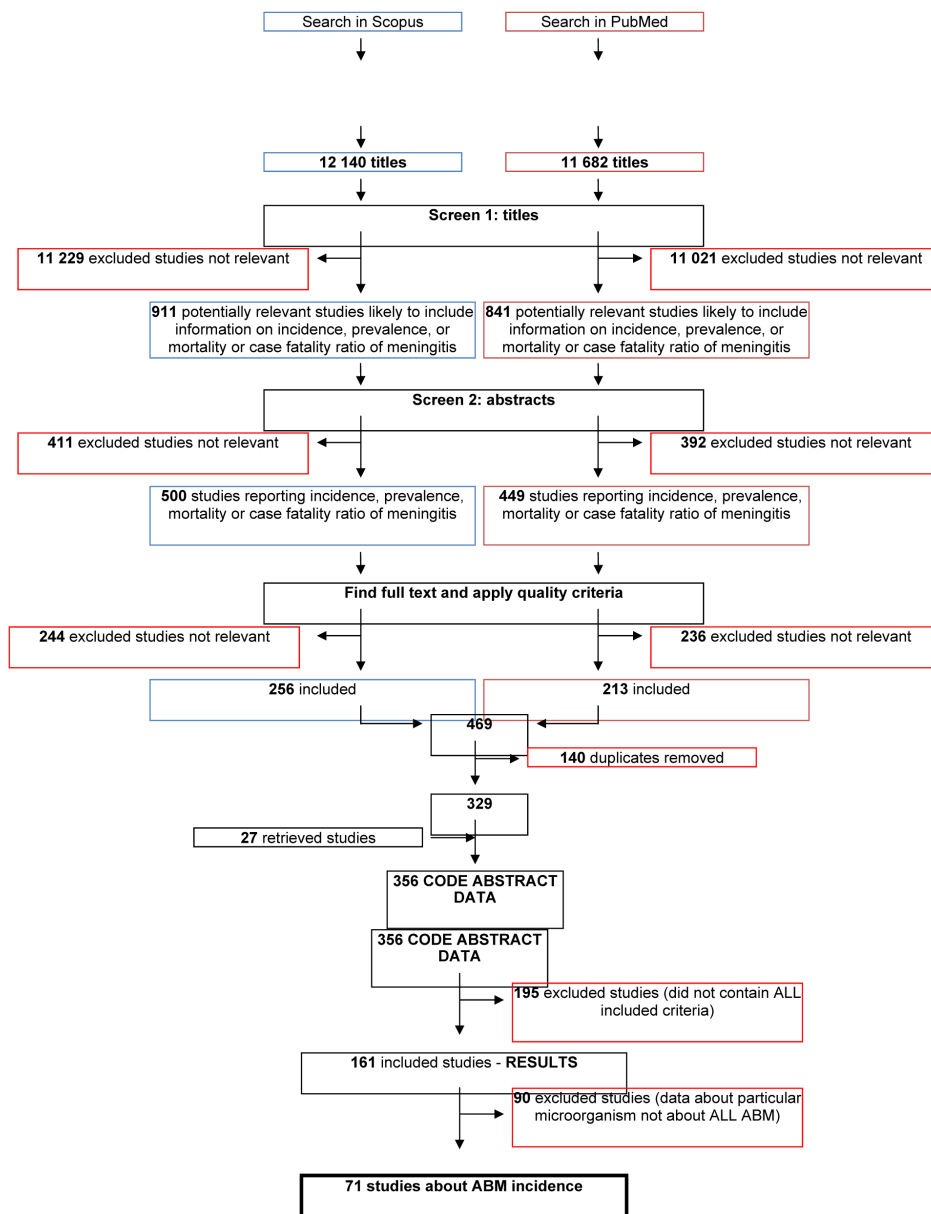 Search in Scopus
Search in PubMed
12 140 titles
11 682 titles
Screen 1: titles
11 229 excluded studies not relevant
11 021 excluded studies not relevant
911 potentially relevant studies likely to include
information on incidence, prevalence, or
mortality or case fatality ratio of meningitis
841 potentially relevant studies likely to include
information on incidence, prevalence, or
mortality or case fatality ratio of meningitis
Screen 2: abstracts
411 excluded studies not relevant
392 excluded studies not relevant
500 studies reporting incidence, prevalence,
mortality or case fatality ratio of meningitis
449 studies reporting incidence, prevalence,
mortality or case fatality ratio of meningitis
Find full text and apply quality criteria
244 excluded studies not relevant
236 excluded studies not relevant
256 included
213 included
469
140 duplicates removed
329
27 retrieved studies
356 CODE ABSTRACT
DATA
356 CODE ABSTRACT
DATA
195 excluded studies (did not contain ALL
included criteria)
161 included studies - RESULTS
90 excluded studies (data about particular
microorganism not about ALL ABM)
71 studies about ABM incidence